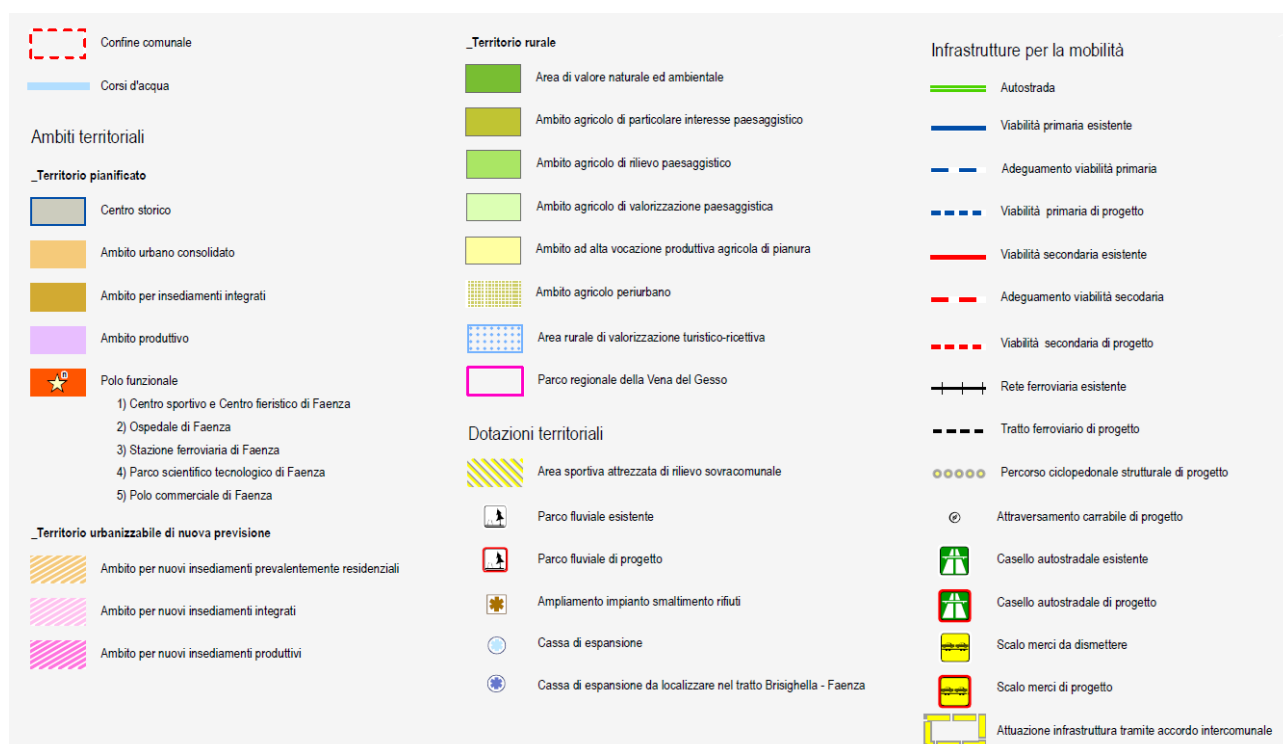 Confine comunale
Corsi d'acqua
Ambiti territoriali
_Territorio pianificato
Centro storico
Ambito urbano consolidato
Ambito per insediamenti integrati
Ambito produttivo
n
Polo funzionale
1) Centro sportivo e Centro fieristico di Faenza
2) Ospedale di Faenza
3) Stazione ferroviaria di Faenza
4) Parco scientifico tecnologico di Faenza
5) Polo commerciale di Faenza
_Territorio urbanizzabile di nuova previsione
Ambito per nuovi insediamenti prevalentemente residenziali
Ambito per nuovi insediamenti integrati
Ambito per nuovi insediamenti produttivi
_Territorio rurale
Area di valore naturale ed ambientale
Ambito agricolo di particolare interesse paesaggistico
Ambito agricolo di rilievo paesaggistico
Ambito agricolo di valorizzazione paesaggistica
Ambito ad alta vocazione produttiva agricola di pianura
Ambito agricolo periurbano
Area rurale di valorizzazione turistico-ricettiva
Parco regionale della Vena del Gesso
Dotazioni territoriali
Area sportiva attrezzata di rilievo sovracomunale
Parco fluviale esistente
Parco fluviale di progetto
Ampliamento impianto smaltimento rifiuti
Cassa di espansione
Cassa di espansione da localizzare nel tratto Brisighella - Faenza
Infrastrutture per la mobilità
Autostrada
Viabilità primaria esistente
Adeguamento viabilità primaria
Viabilità primaria di progetto
Viabilità secondaria esistente
Adeguamento viabilità secodaria
Viabilità secondaria di progetto
Rete ferroviaria esistente
Tratto ferroviario di progetto
Percorso ciclopedonale strutturale di progetto
Attraversamento carrabile di progetto
Casello autostradale esistente
Casello autostradale di progetto
Scalo merci da dismettere
Scalo merci di progetto
Attuazione infrastruttura tramite accordo intercomunale